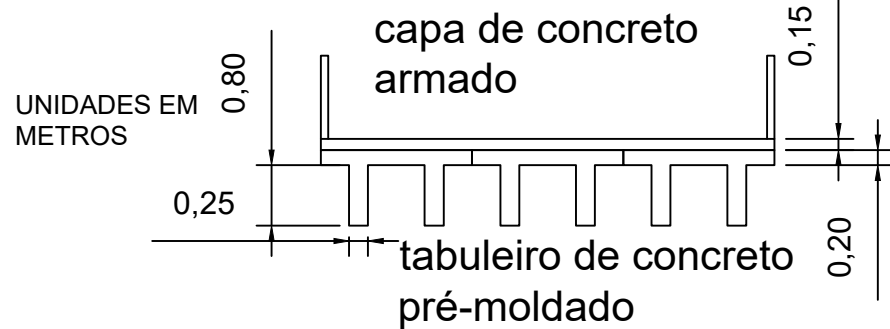 capa de concreto
armado
0,15
0,80
UNIDADES EM
METROS
0,25
0,20
tabuleiro de concreto
pré-moldado